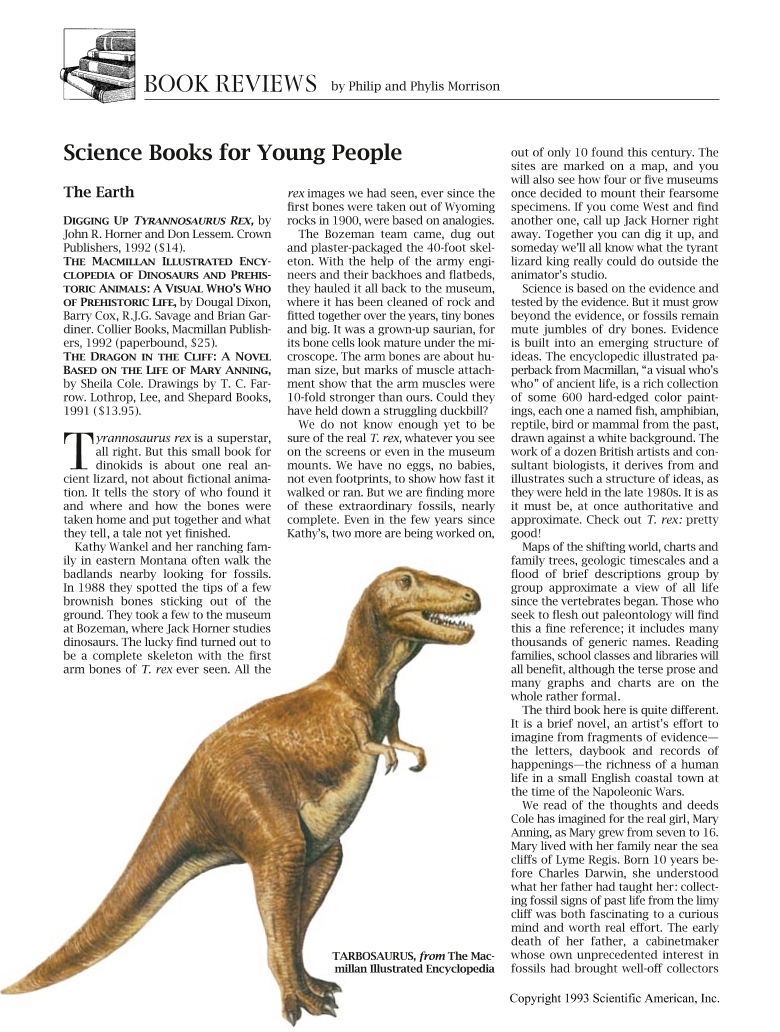 BOOK REVIEWS by Philip and Phylis Morrison
Science Books for Young People
The Earth
DIGGING UP TYRANNOSAURUS REX, by
John R. Horner and Don Lessem. Crown
Publishers, 1992 ($14).
THE MACMILLAN ILLUSTRATED ENCY-
CLOPEDIA OF DINOSAURS AND PREHIS-
TORIC ANIMALS: A VISUAL WHO'S WHO
OF PREHISTORIC LIFE, by Dougal Dixon,
Barry Cox, R.J.G. Savage and Brian Gar-
diner. Collier Books, Macmillan Publish-
ers, 1992 (paperbound, $25).
THE DRAGON IN THE CLIFF: A NOVEL
BASED ON THE LIFE OF MARY ANNING,
by Sheila Cole. Drawings by T. C. Far-
row. Lothrop, Lee, and Shepard Books,
1991 ($13.95).
Tyrannosaurus rex is a superstar,
all right. But this small book for
dinokids is about one real an-
cient lizard, not about fictional anima-
tion. It tells the story of who found it
and where and how the bones were
taken home and put together and what
they tell, a tale not yet finished.
Kathy Wankel and her ranching fam-
ily in eastern Montana often walk the
badlands nearby looking for fossils.
In 1988 they spotted the tips of a few
brownish bones sticking out of the
ground. They took a few to the museum
at Bozeman, where Jack Horner studies
dinosaurs. The lucky find turned out to
be a complete skeleton with the first
arm bones of T. rex ever seen. All the
rex images we had seen, ever since the
first bones were taken out of Wyoming
rocks in 1900, were based on analogies.
The Bozeman team came, dug out
and plaster-packaged the 40-foot skel-
eton. With the help of the army engi-
neers and their backhoes and flatbeds,
they hauled it all back to the museum,
where it has been cleaned of rock and
fitted together over the years, tiny bones
and big. It was a grown-up saurian, for
its bone cells look mature under the mi-
croscope. The arm bones are about hu-
man size, but marks of muscle attach-
ment show that the arm muscles were
10-fold stronger than ours. Could they
have held down a struggling duckbill?
We do not know enough yet to be
sure of the real T. rex, whatever you see
on the screens or even in the museum
mounts. We have no eggs, no babies,
not even footprints, to show how fast it
walked or ran. But we are finding more
of these extraordinary fossils, nearly
complete. Even in the few years since
Kathy's, two more are being worked on,
out of only 10 found this century. The
sites are marked on a map, and you
will also see how four or five museums
once decided to mount their fearsome
specimens. If you come West and find
another one, call up Jack Horner right
away. Together you can dig it up, and
someday we'll all know what the tyrant
lizard king really could do outside the
animator's studio.
Science is based on the evidence and
tested by the evidence. But it must grow
beyond the evidence, or fossils remain
mute jumbles of dry bones. Evidence
is built into an emerging structure of
ideas. The encyclopedic illustrated pa-
perback from Macmillan, "a visual who's
who" of ancient life, is a rich collection
of some 600 hard-edged color paint-
ings, each one a named fish, amphibian,
reptile, bird or mammal from the past,
drawn against a white background. The
work of a dozen British artists and con-
sultant biologists, it derives from and
illustrates such a structure of ideas, as
they were held in the late 1980s. It is as
it must be, at once authoritative and
approximate. Check out T. rex: pretty
good!
Maps of the shifting world, charts and
family trees, geologic timescales and a
flood of brief descriptions group by
group approximate a view of all life
since the vertebrates began. Those who
seek to flesh out paleontology will find
this a fine reference; it includes many
thousands of generic names. Reading
families, school classes and libraries will
all benefit, although the terse prose and
many graphs and charts are on the
whole rather formal.
The third book here is quite different.
It is a brief novel, an artist's effort to
imagine from fragments of evidence—
the letters, daybook and records of
happenings—the richness of a human
life in a small English coastal town at
the time of the Napoleonic Wars.
We read of the thoughts and deeds
Cole has imagined for the real girl, Mary
Anning, as Mary grew from seven to 16.
Mary lived with her family near the sea
cliffs of Lyme Regis. Born 10 years be-
fore Charles Darwin, she understood
what her father had taught her: collect-
ing fossil signs of past life from the limy
cliff was both fascinating to a curious
mind and worth real effort. The early
death of her father, a cabinetmaker
whose own unprecedented interest in
fossils had brought well-off collectors
TARBOSAURUS, from The Mac-
millan Illustrated Encyclopedia
Copyright 1993 Scientific American, Inc.